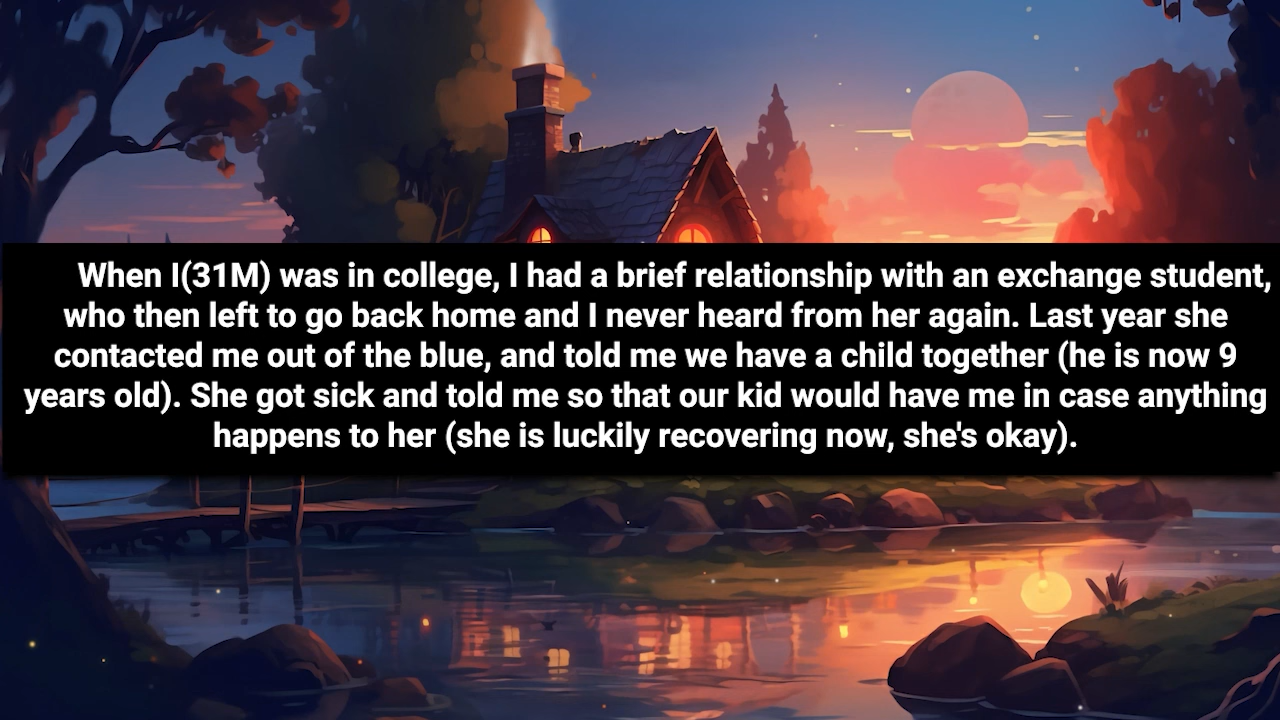 When I(31M) was in college, I had a brief relationship with an exchange student,
who then left to go back home and I never heard from her again. Last year she
contacted me out of the blue, and told me we have a child together (he is now 9
years old). She got sick and told me so that our kid would have me in case anything
happens to her (she is luckily recovering now, she's okay).